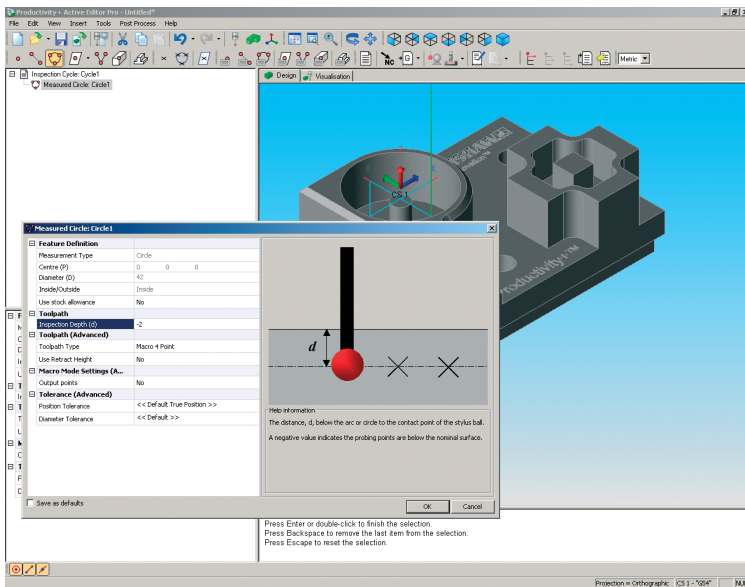 Productivity+ Active Editor Pro - Untitled*
File Edit View Insert Tools Post Process Help
NC G Metric
Inspection Cycle: Cycle1
Measured Circle: Circle1
Design Visualisation
CS 1
Productivity+™
Measured Circle: Circle1
Feature Definition
Measurement Type Circle
Centre (P) 0 0 0
Diameter (D) 42
Inside/Outside Inside
Use stock allowance No
Toolpath
Inspection Depth (d) -2
Toolpath (Advanced)
Toolpath Type Macro 4 Point
Use Retract Height No
Macro Mode Settings (A...
Output points No
Tolerance (Advanced)
Position Tolerance << Default True Position >>
Diameter Tolerance << Default >>
d
Help information
The distance, d, below the arc or circle to the contact point of the stylus ball.
A negative value indicates the probing points are below the nominal surface.
Save as defaults
OK Cancel
Press Enter or double-click to finish the selection.
Press Backspace to remove the last item from the selection.
Press Escape to reset the selection.
Projection = Orthographic CS 1 - "G54" NU